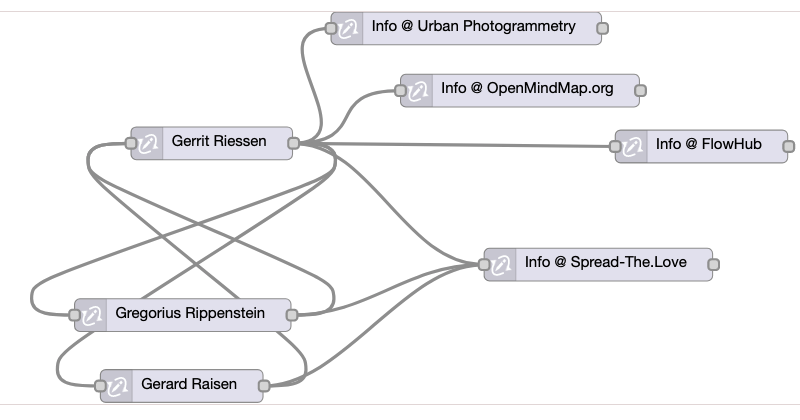 Info @ Urban Photogrammetry
Info @ OpenMindMap.org
Gerrit Riessen
Info @ FlowHub
Info @ Spread-The.Love
Gregorius Rippenstein
Gerard Raisen